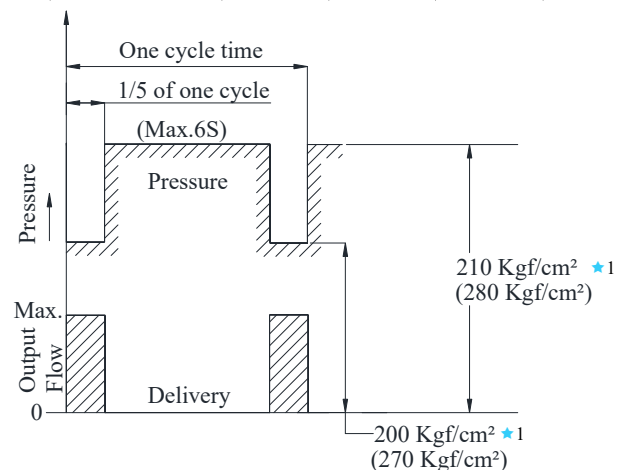 One cycle time
1/5 of one cycle
(Max.6S)
Pressure
Pressure
210 Kgf/cm² ★1
(280 Kgf/cm²)
Max.
Output
Flow
Delivery
0
200 Kgf/cm² ★1
(270 Kgf/cm²)